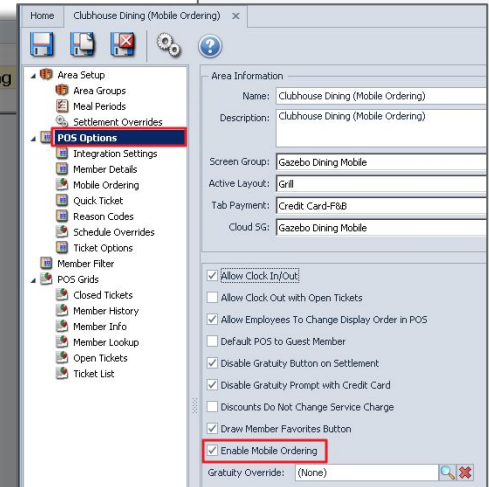 Home Clubhouse Dining (Mobile Ordering) ×
g
Area Setup
Area Groups
Meal Periods
Settlement Overrides
POS Options
Integration Settings
Member Details
Mobile Ordering
Quick Ticket
Reason Codes
Schedule Overrides
Ticket Options
Member Filter
POS Grids
Closed Tickets
Member History
Member Info
Member Lookup
Open Tickets
Ticket List
Area Information
Name: Clubhouse Dining (Mobile Ordering)
Description: Clubhouse Dining (Mobile Ordering)
Screen Group: Gazebo Dining Mobile
Active Layout: Grill
Tab Payment: Credit Card-F&B
Cloud SG: Gazebo Dining Mobile
Allow Clock In/Out
Allow Clock Out with Open Tickets
Allow Employees To Change Display Order in POS
Default POS to Guest Member
Disable Gratuity Button on Settlement
Disable Gratuity Prompt with Credit Card
Discounts Do Not Change Service Charge
Draw Member Favorites Button
Enable Mobile Ordering
Gratuity Override: (None)